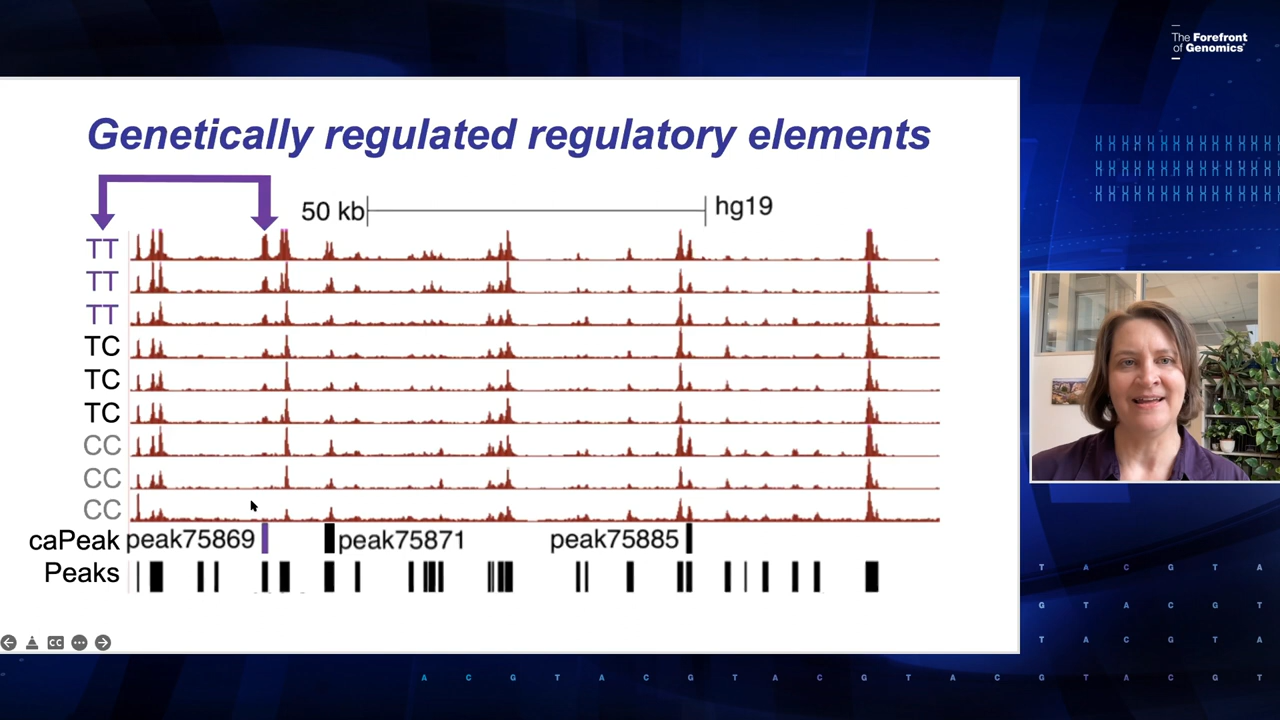 The Forefront
of Genomics
Genetically regulated regulatory elements
50 kb
hg19
TT
TT
TT
TC
TC
TC
CC
CC
CC
caPeak peak75869 peak75871 peak75885
Peaks
CC
T A C G T A
G T A C G T
T A C G T A
A C G T A C G T A C G T A C G T A C G T